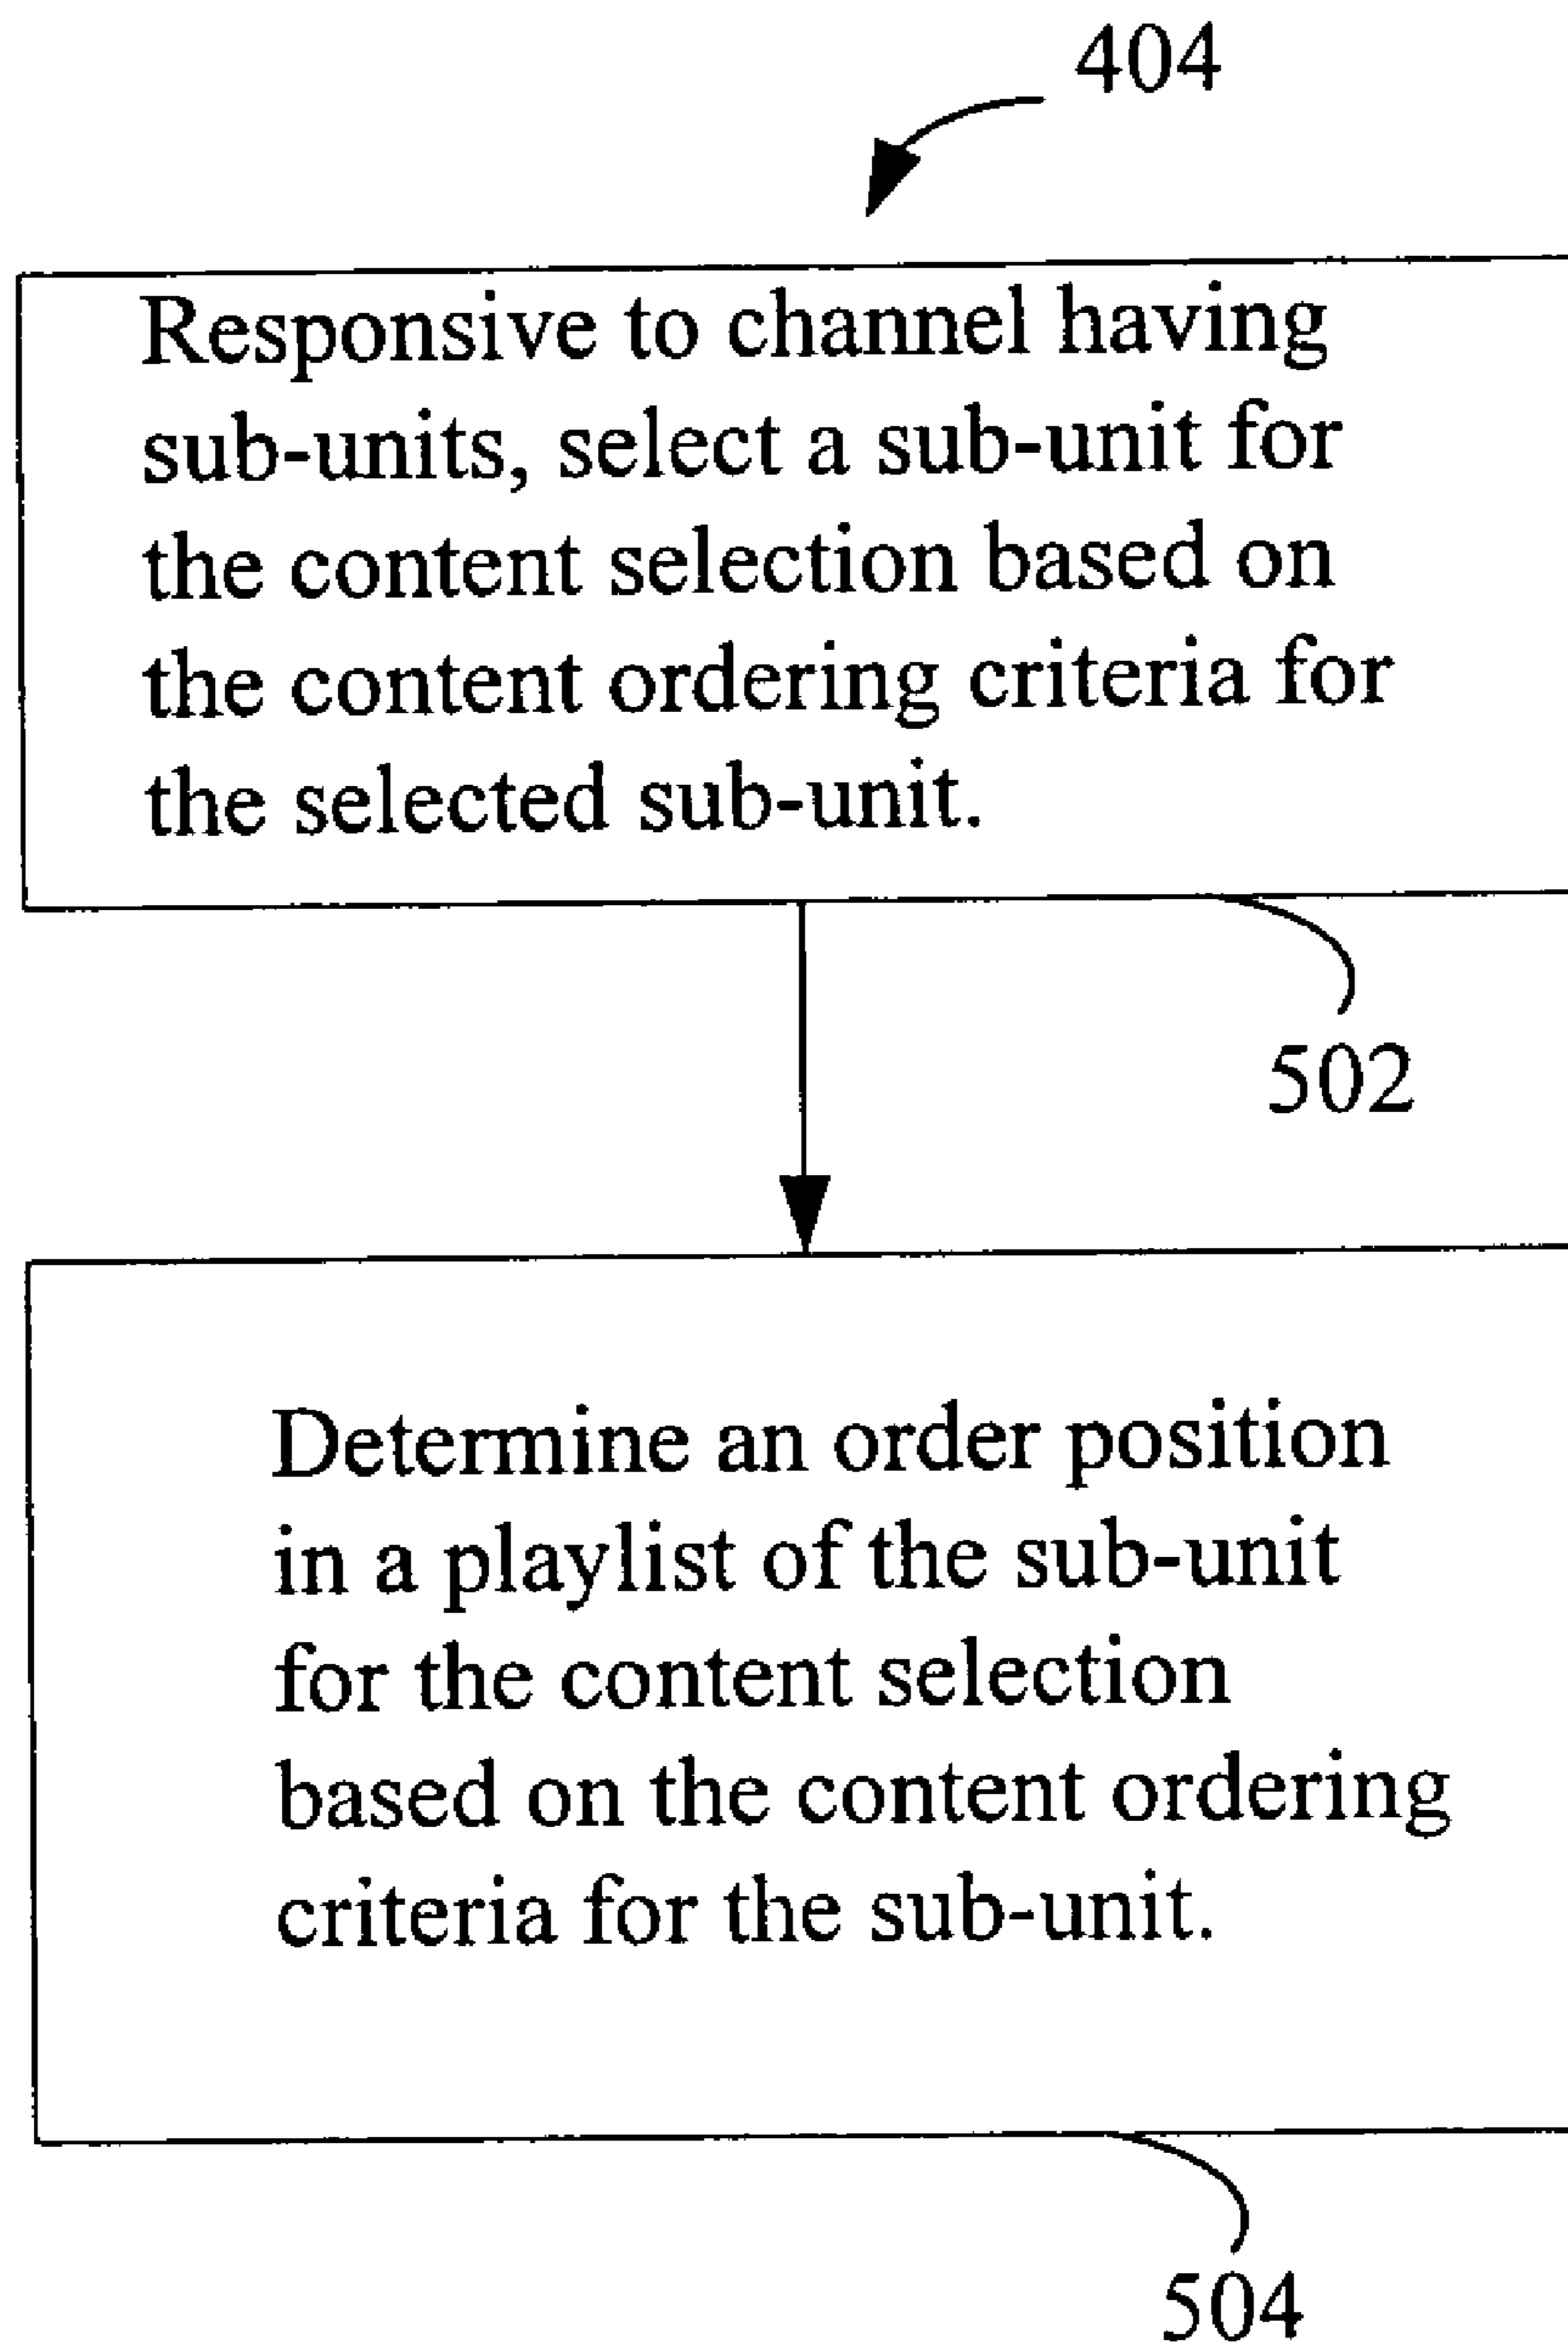 404
Responsive to channel having
sub-units, select a sub-unit for
the content selection based on
the content ordering criteria for
the selected sub-unit.
502
Determine an order position
in a playlist of the sub-unit
for the content selection
based on the content ordering
criteria for the sub-unit.
504